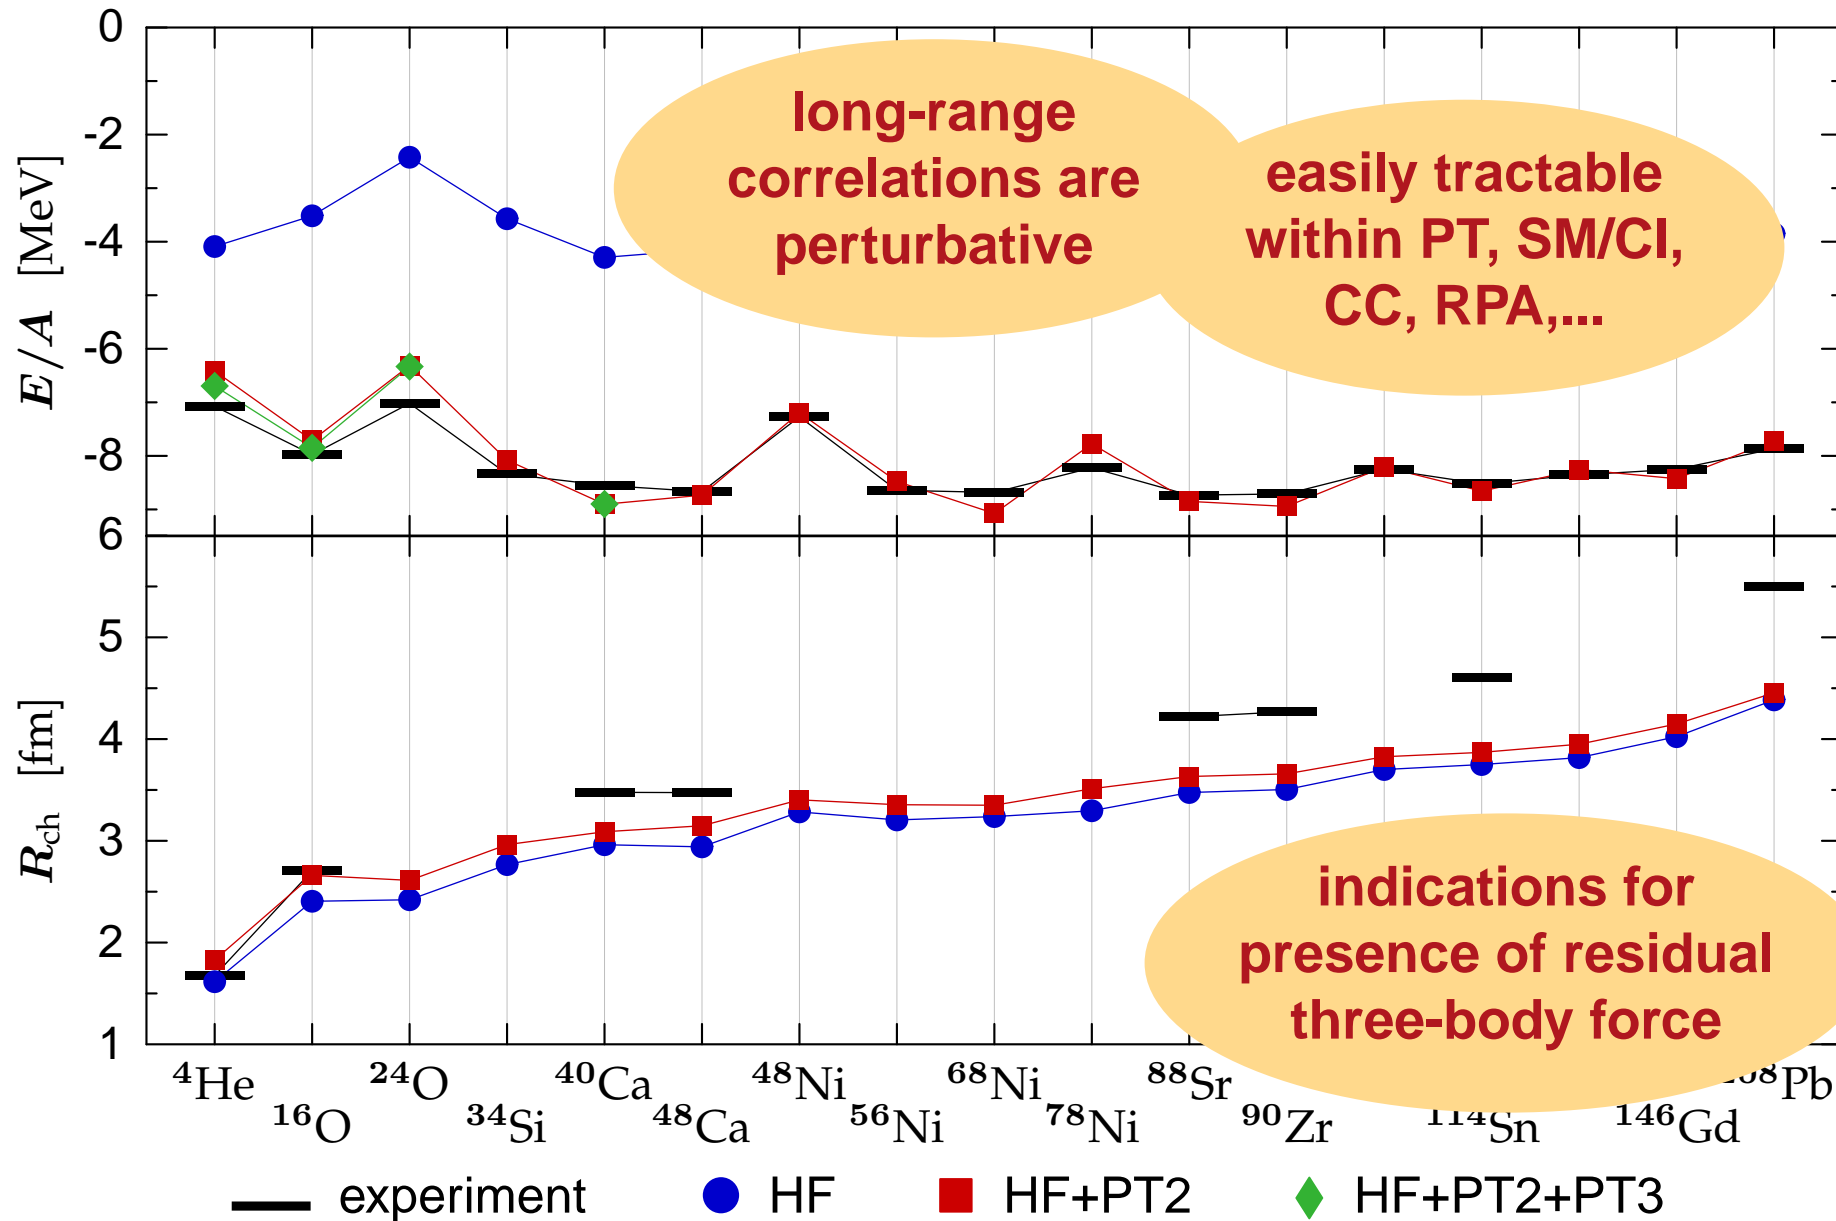 0
-2
-4
-6
-8
E/A [MeV]
long-range
correlations are
perturbative
easily tractable
within PT, SM/CI,
CC, RPA,...
6
5
4
3
2
1
R_ch [fm]
indications for
presence of residual
three-body force
⁴He ²⁴O ⁴⁰Ca ⁴⁸Ni ⁶⁸Ni ⁸⁸Sr Pb
¹⁶O ³⁴Si ⁴⁸Ca ⁵⁶Ni ⁷⁸Ni ⁹⁰Zr ¹¹⁴Sn ¹⁴⁶Gd
experiment HF HF+PT2 HF+PT2+PT3